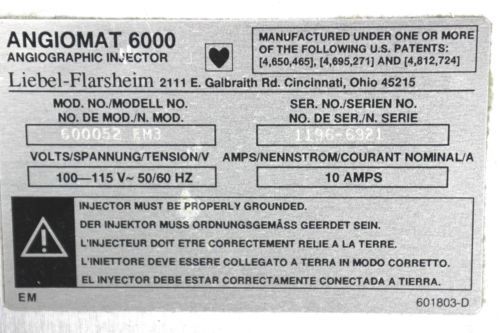 ANGIOMAT 6000
ANGIOGRAPHIC INJECTOR
MANUFACTURED UNDER ONE OR MORE
OF THE FOLLOWING U.S. PATENTS:
[4,650,465], [4,695,271] AND [4,812,724]
Liebel-Flarsheim 2111 E. Galbraith Rd. Cincinnati, Ohio 45215
MOD. NO./MODELL NO.
NO. DE MOD./N. MOD.
600052 EM3
SER. NO./SERIEN NO.
NO. DE SER./N. SERIE
1196-6921
VOLTS/SPANNUNG/TENSION/V
100—115 V~ 50/60 HZ
AMPS/NENNSTROM/COURANT NOMINAL/A
10 AMPS
INJECTOR MUST BE PROPERLY GROUNDED.
DER INJEKTOR MUSS ORDNUNGSGEMÄSS GEERDET SEIN.
L'INJECTEUR DOIT ETRE CORRECTEMENT RELIE A LA TERRE.
L'INIETTORE DEVE ESSERE COLLEGATO A TERRA IN MODO CORRETTO.
EL INYECTOR DEBE ESTAR CORRECTAMENTE CONECTADA A TIERRA.
EM
601803-D